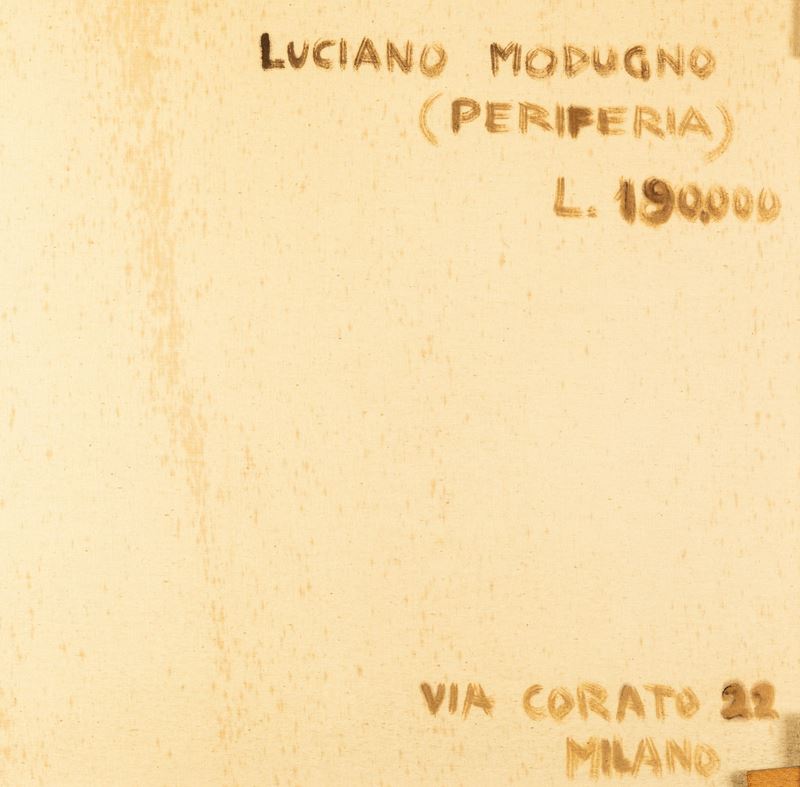 LUCIANO MODUGNO
(PERIFERIA)
L. 190.000
VIA CORATO 22
MILANO